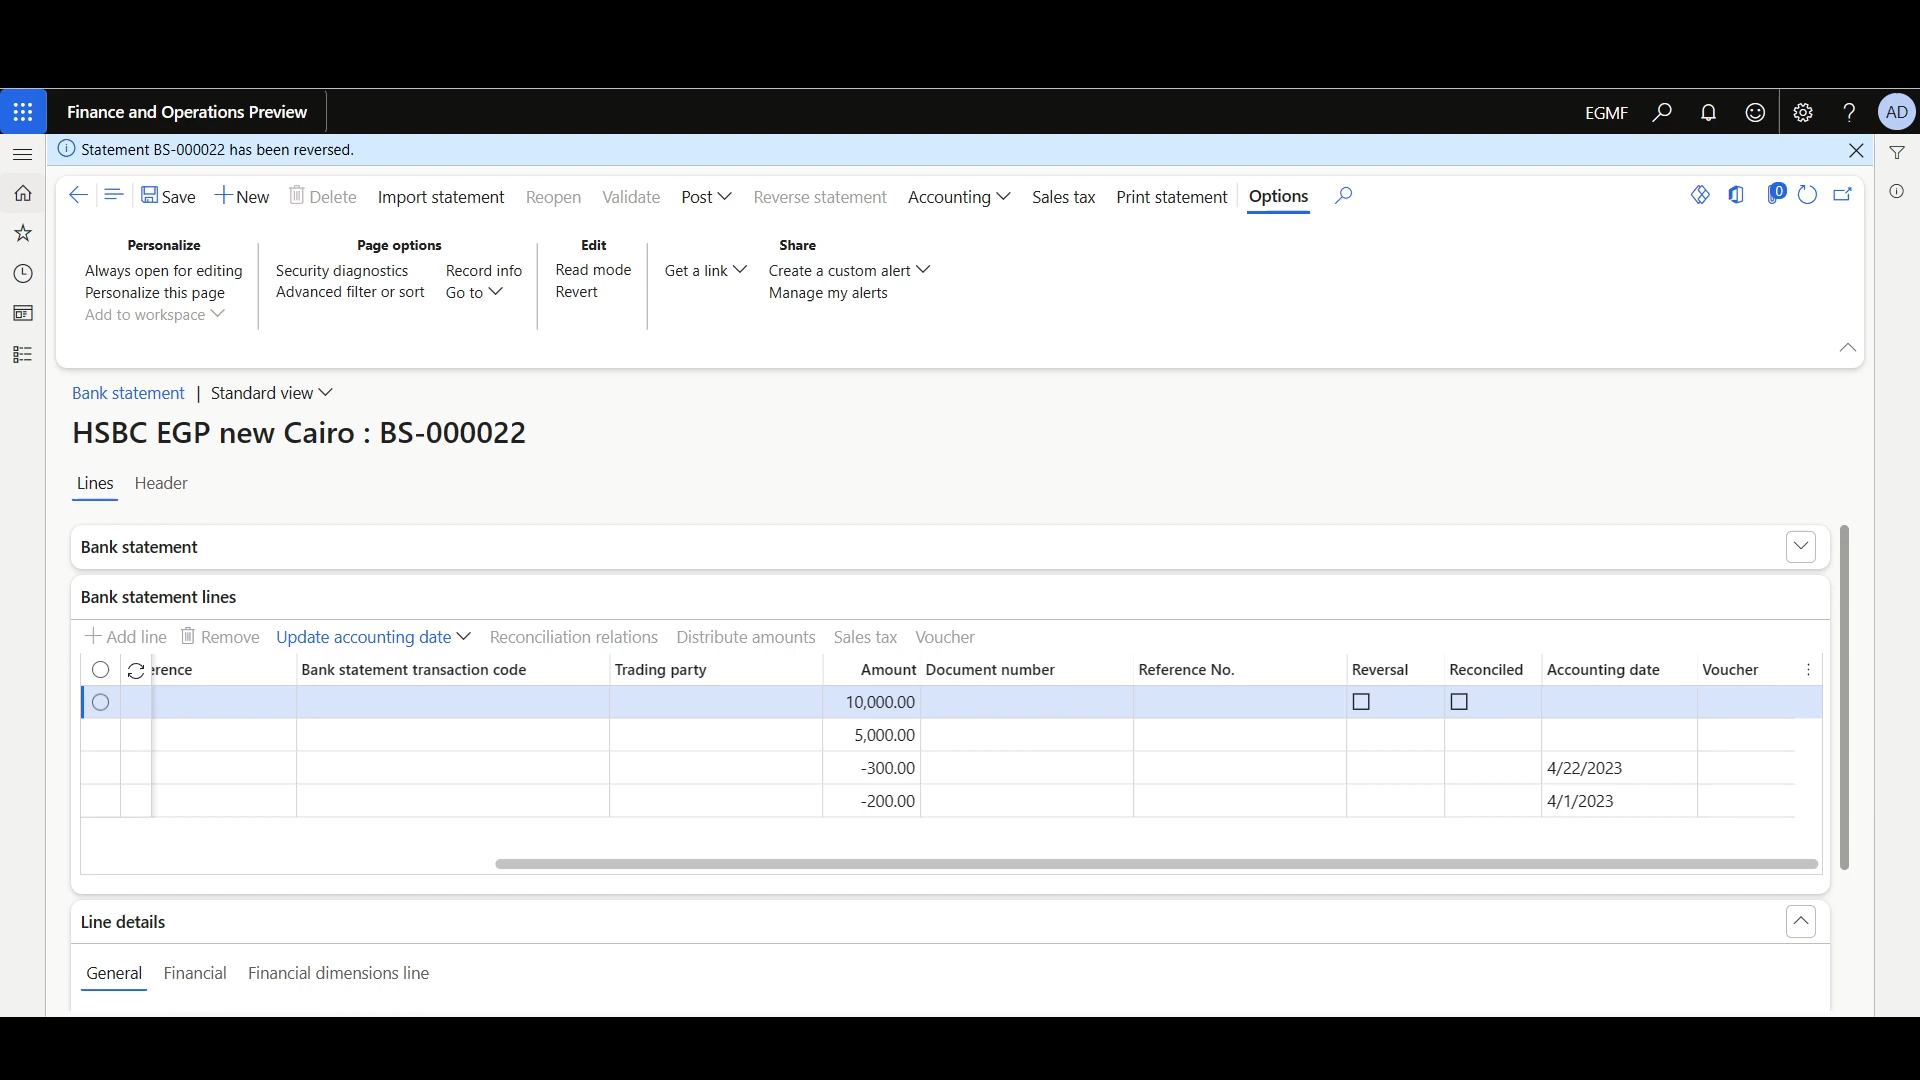 Finance and Operations Preview
EGMF
AD
Statement BS-000022 has been reversed.
Save New Delete Import statement Reopen Validate Post Reverse statement Accounting Sales tax Print statement Options
0
Personalize Page options Edit Share
Always open for editing Security diagnostics Record info Read mode Get a link Create a custom alert
Personalize this page Advanced filter or sort Go to Revert Manage my alerts
Add to workspace
Bank statement | Standard view
HSBC EGP new Cairo : BS-000022
Lines Header
Bank statement
Bank statement lines
Add line Remove Update accounting date Reconciliation relations Distribute amounts Sales tax Voucher
erence Bank statement transaction code Trading party Amount Document number Reference No. Reversal Reconciled Accounting date Voucher
10,000.00
5,000.00
-300.00 4/22/2023
-200.00 4/1/2023
Line details
General Financial Financial dimensions line